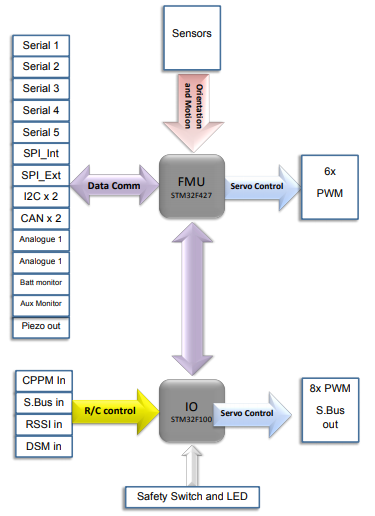 Sensors
Serial 1
Serial 2
Serial 3
Serial 4
Serial 5
SPI_Int
SPI_Ext
I2C x 2
CAN x 2
Analogue 1
Analogue 1
Batt monitor
Aux Monitor
Piezo out
Orientation
and Motion
Data Comm
FMU
STM32F427
Servo Control
6x
PWM
CPPM In
S.Bus in
RSSI in
DSM in
R/C control
IO
STM32F100
Servo Control
8x PWM
S.Bus
out
Safety Switch and LED